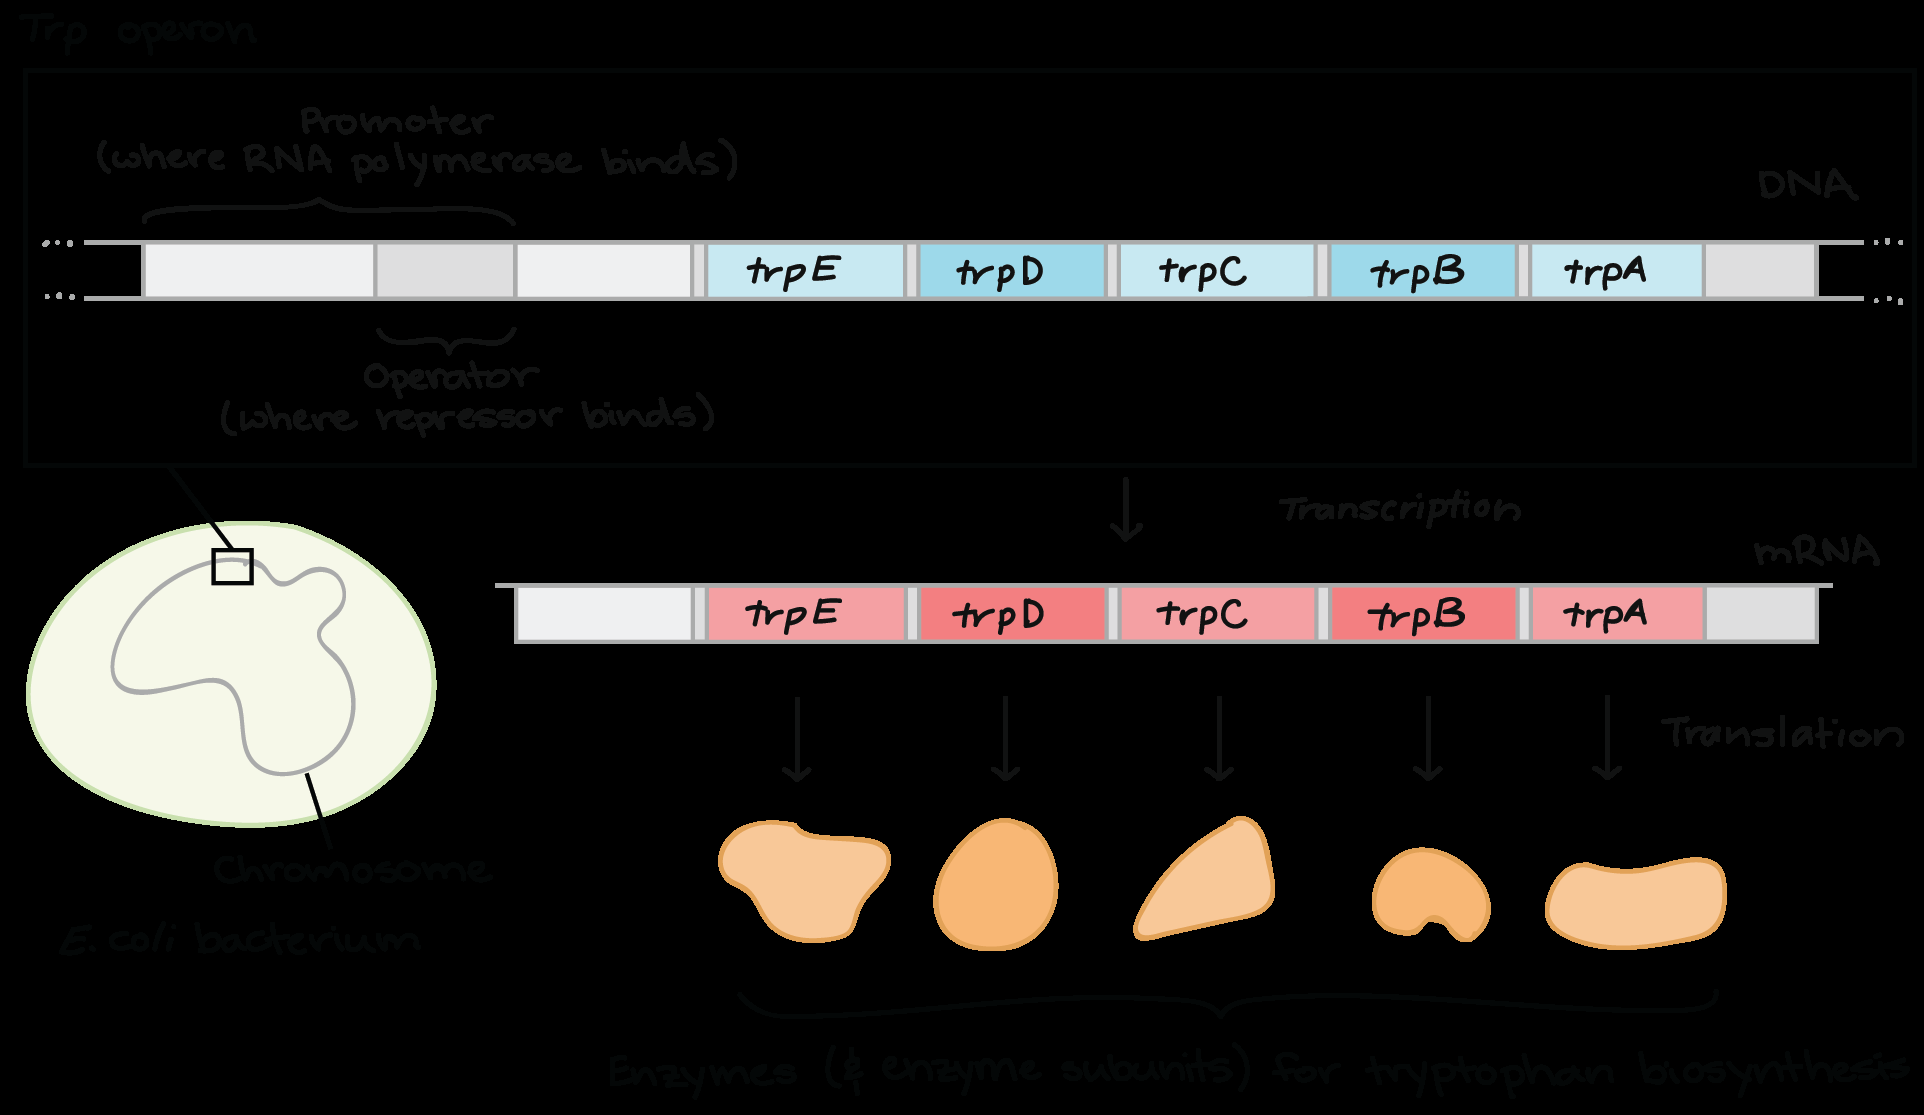 Trp operon
Promoter
(where RNA polymerase binds)
DNA
trpE trpD trpC trpB trpA
Operator
(where repressor binds)
Transcription
mRNA
trpE trpD trpC trpB trpA
Translation
Chromosome
E. coli bacterium
Enzymes (& enzyme subunits) for tryptophan biosynthesis